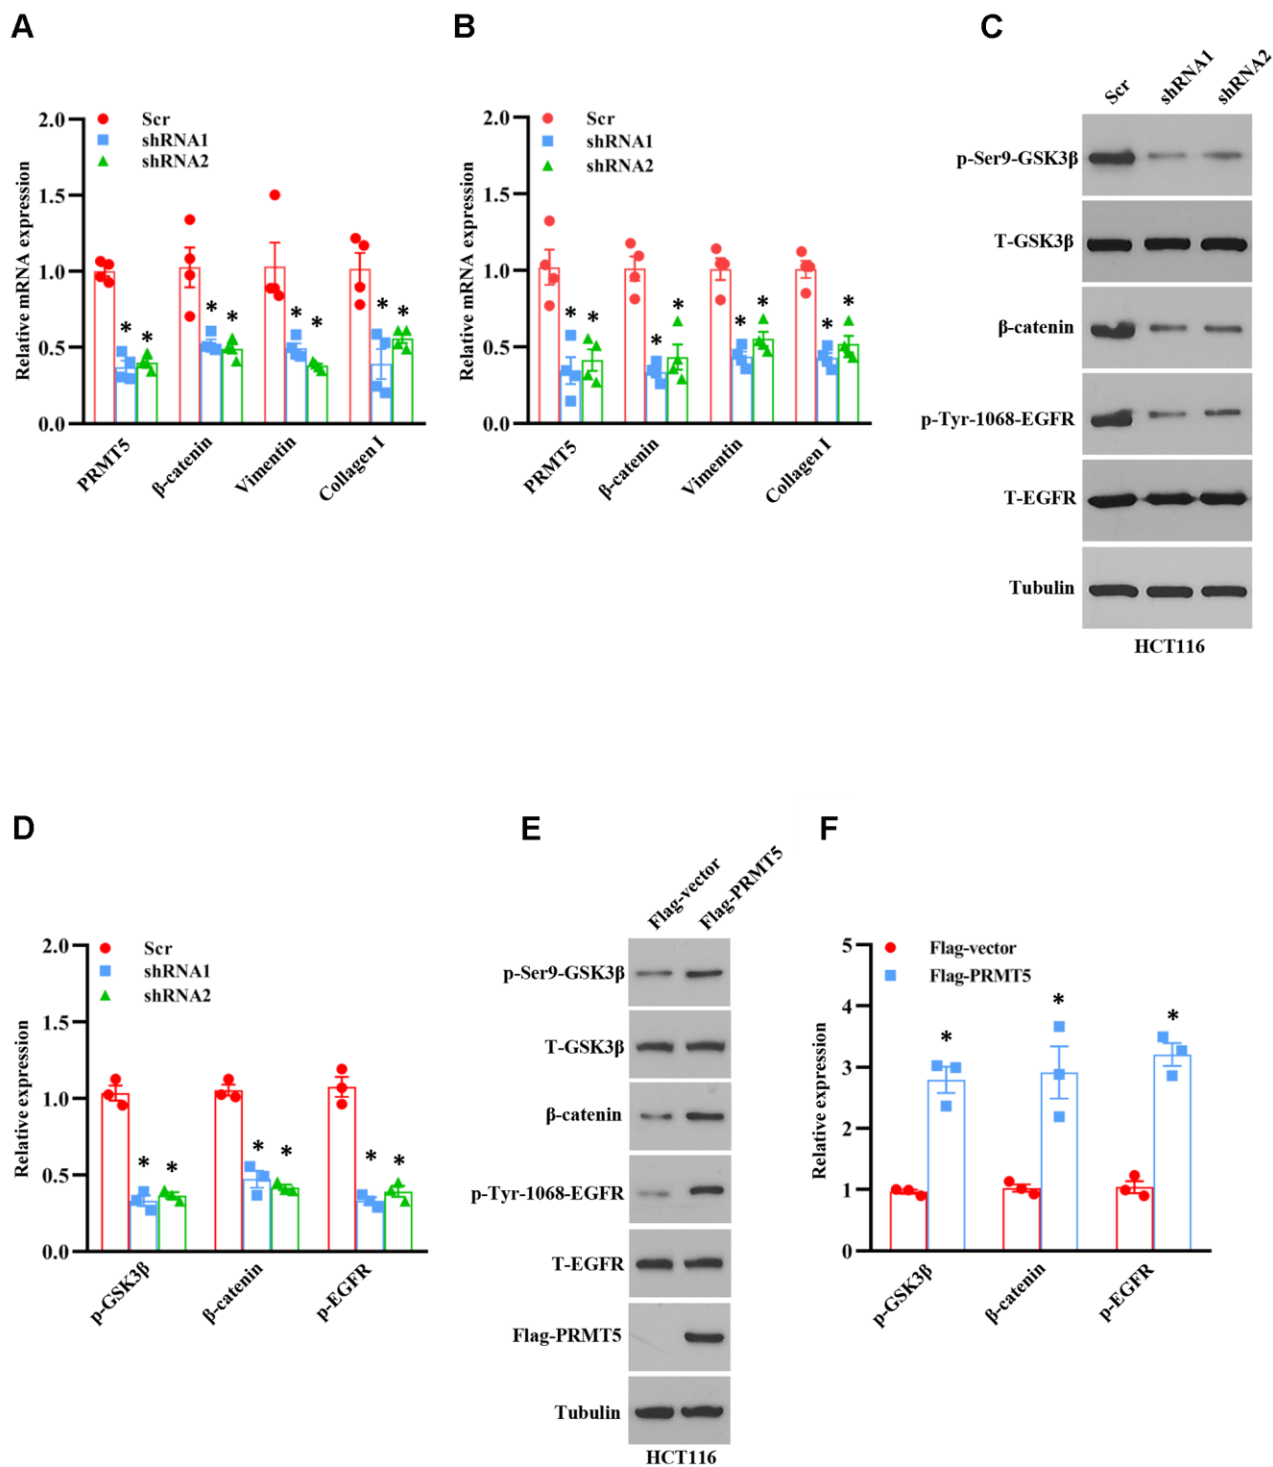 A
B
C
Scr
shRNA1
shRNA2
Relative mRNA expression
2.0
1.5
1.0
0.5
0.0
Scr
shRNA1
shRNA2
* * * * * * * *
PRMT5
β-catenin
Vimentin
Collagen I
Relative mRNA expression
2.0
1.5
1.0
0.5
0.0
Scr
shRNA1
shRNA2
* * * * * * * *
PRMT5
β-catenin
Vimentin
Collagen I
p-Ser9-GSK3β
T-GSK3β
β-catenin
p-Tyr-1068-EGFR
T-EGFR
Tubulin
HCT116
D
E
F
Relative expression
2.0
1.5
1.0
0.5
0.0
Scr
shRNA1
shRNA2
* * * * * *
p-GSK3β
β-catenin
p-EGFR
Flag-vector
Flag-PRMT5
p-Ser9-GSK3β
T-GSK3β
β-catenin
p-Tyr-1068-EGFR
T-EGFR
Flag-PRMT5
Tubulin
HCT116
Relative expression
5
4
3
2
1
0
Flag-vector
Flag-PRMT5
* * *
p-GSK3β
β-catenin
p-EGFR